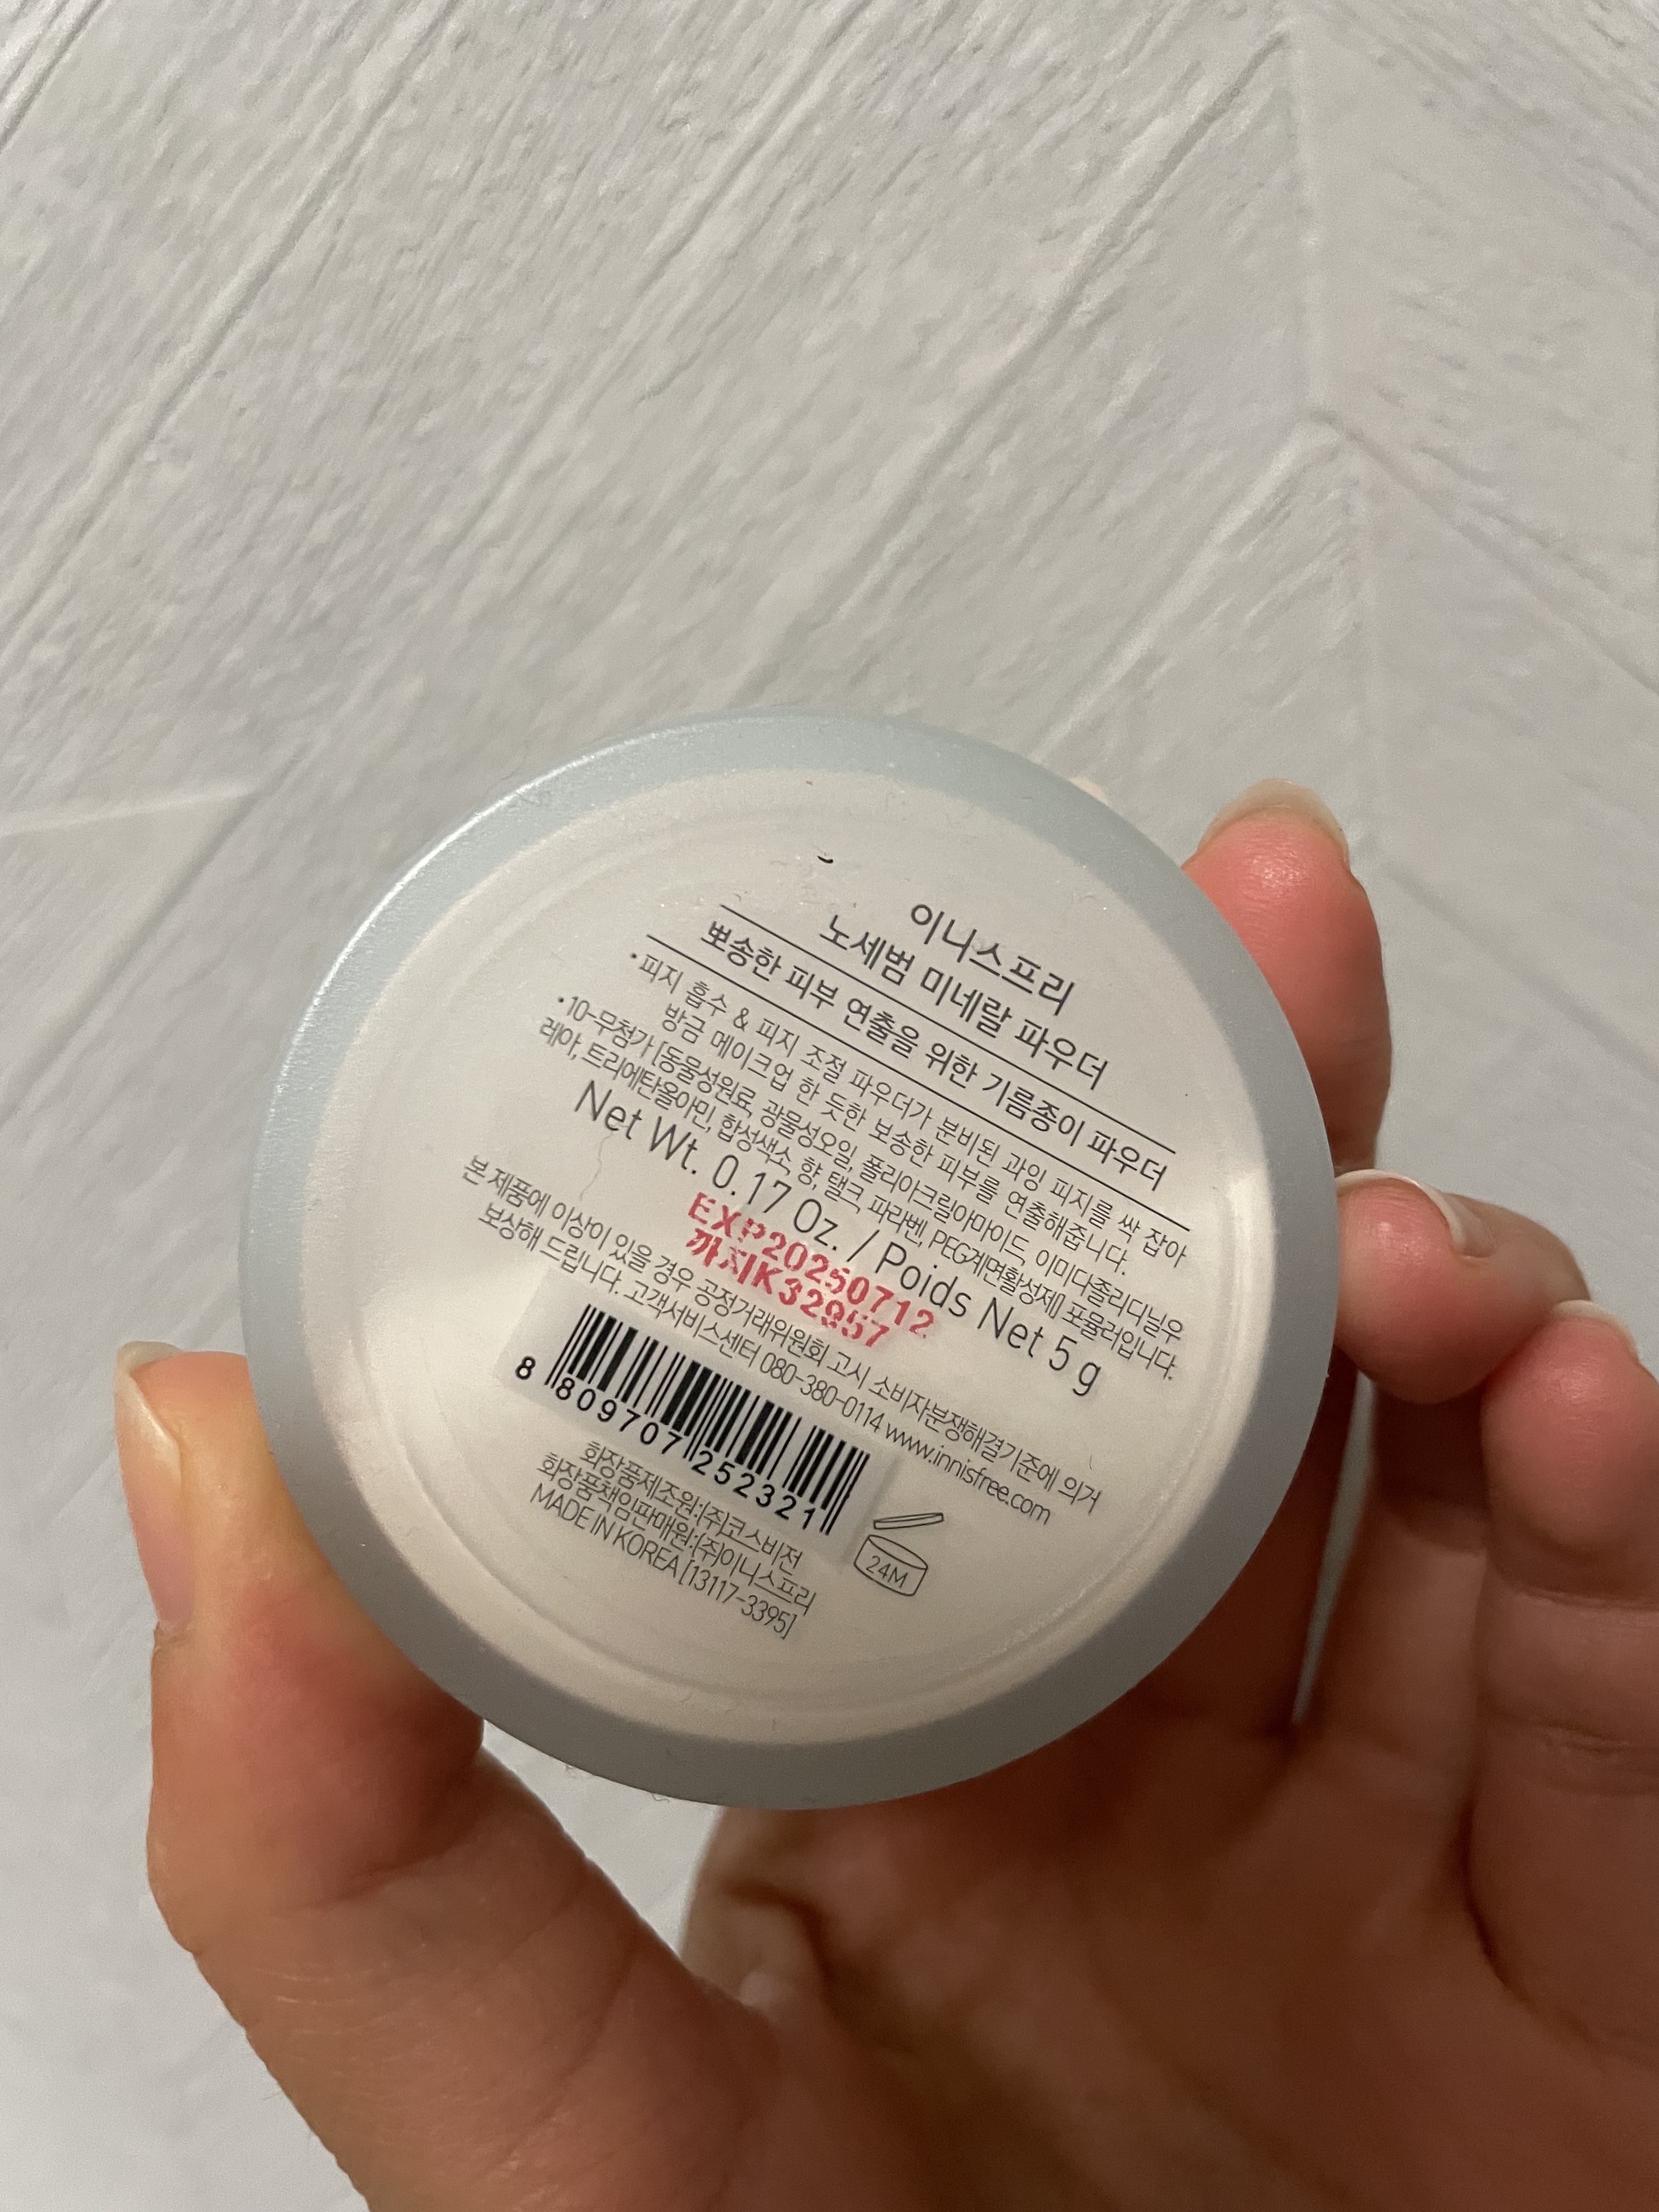 이니스프리
노세범 미네랄 파우더
뽀송한 피부 연출을 위한 기름종이 파우더
•피지 흡수 & 피지 조절 파우더가 분비된 과잉 피지를 싹 잡아
방금 메이크업 한 듯한 보송한 피부를 연출해줍니다.
•10-무첨가 [동물성원료, 광물성오일, 폴리아크릴아마이드, 이미다졸리디닐우
레아, 트리에탄올아민, 합성색소, 향, 탤크, 파라벤, PEG계면활성제] 포뮬러입니다.
Net Wt. 0.17 Oz. / Poids Net 5 g
EXP20250712
까지K32957
본 제품에 이상이 있을 경우 공정거래위원회 고시 소비자분쟁해결기준에 의거
보상해 드립니다. 고객서비스센터 080-380-0114 www.innisfree.com
8 809707 252321
24M
화장품제조원:(주)코스비전
화장품책임판매원:(주)이니스프리
MADE IN KOREA [13117-3395]